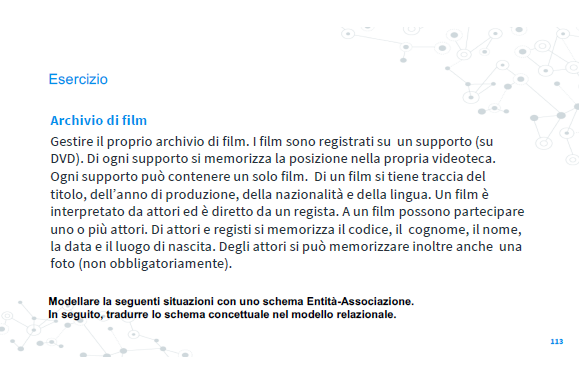 Esercizio
Archivio di film
Gestire il proprio archivio di film. I film sono registrati su un supporto (su
DVD). Di ogni supporto si memorizza la posizione nella propria videoteca.
Ogni supporto può contenere un solo film. Di un film si tiene traccia del
titolo, dell'anno di produzione, della nazionalità e della lingua. Un film è
interpretato da attori ed è diretto da un regista. A un film possono partecipare
uno o più attori. Di attori e registi si memorizza il codice, il cognome, il nome,
la data e il luogo di nascita. Degli attori si può memorizzare inoltre anche una
foto (non obbligatoriamente).
Modellare la seguenti situazioni con uno schema Entità-Associazione.
In seguito, tradurre lo schema concettuale nel modello relazionale.
113